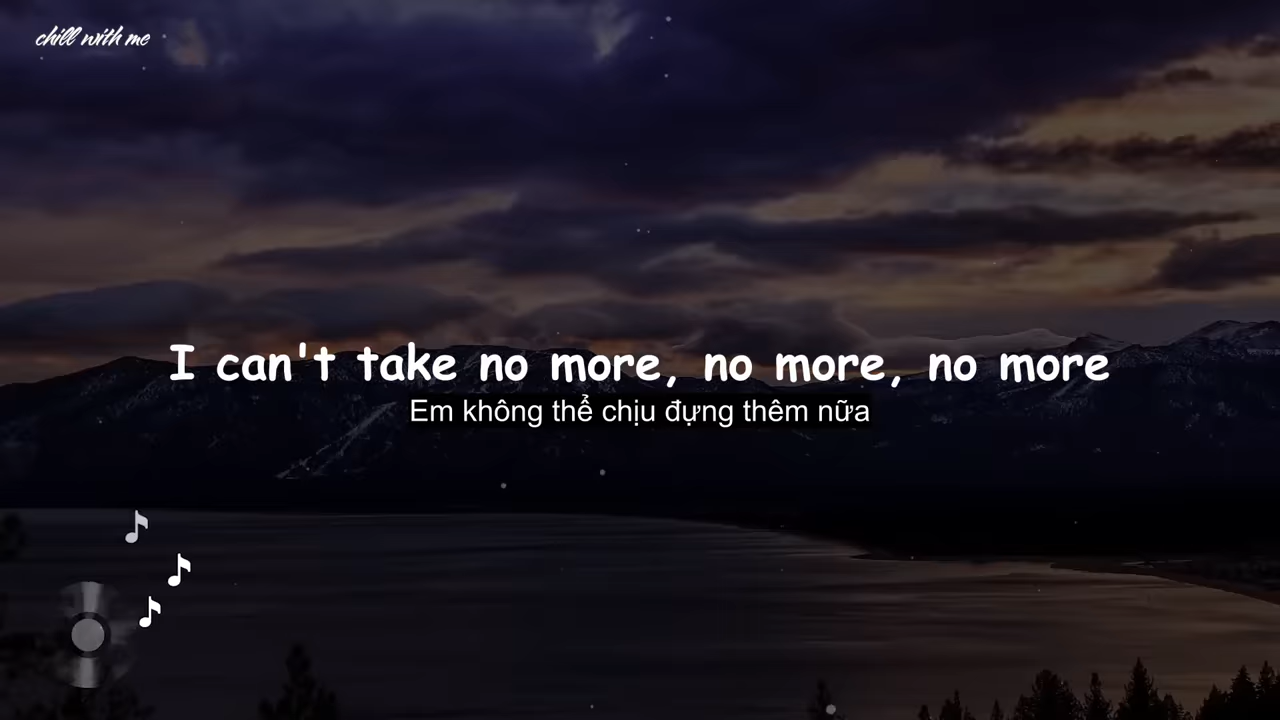 chill with me
I can't take no more, no more, no more
Em không thể chịu đựng thêm nữa